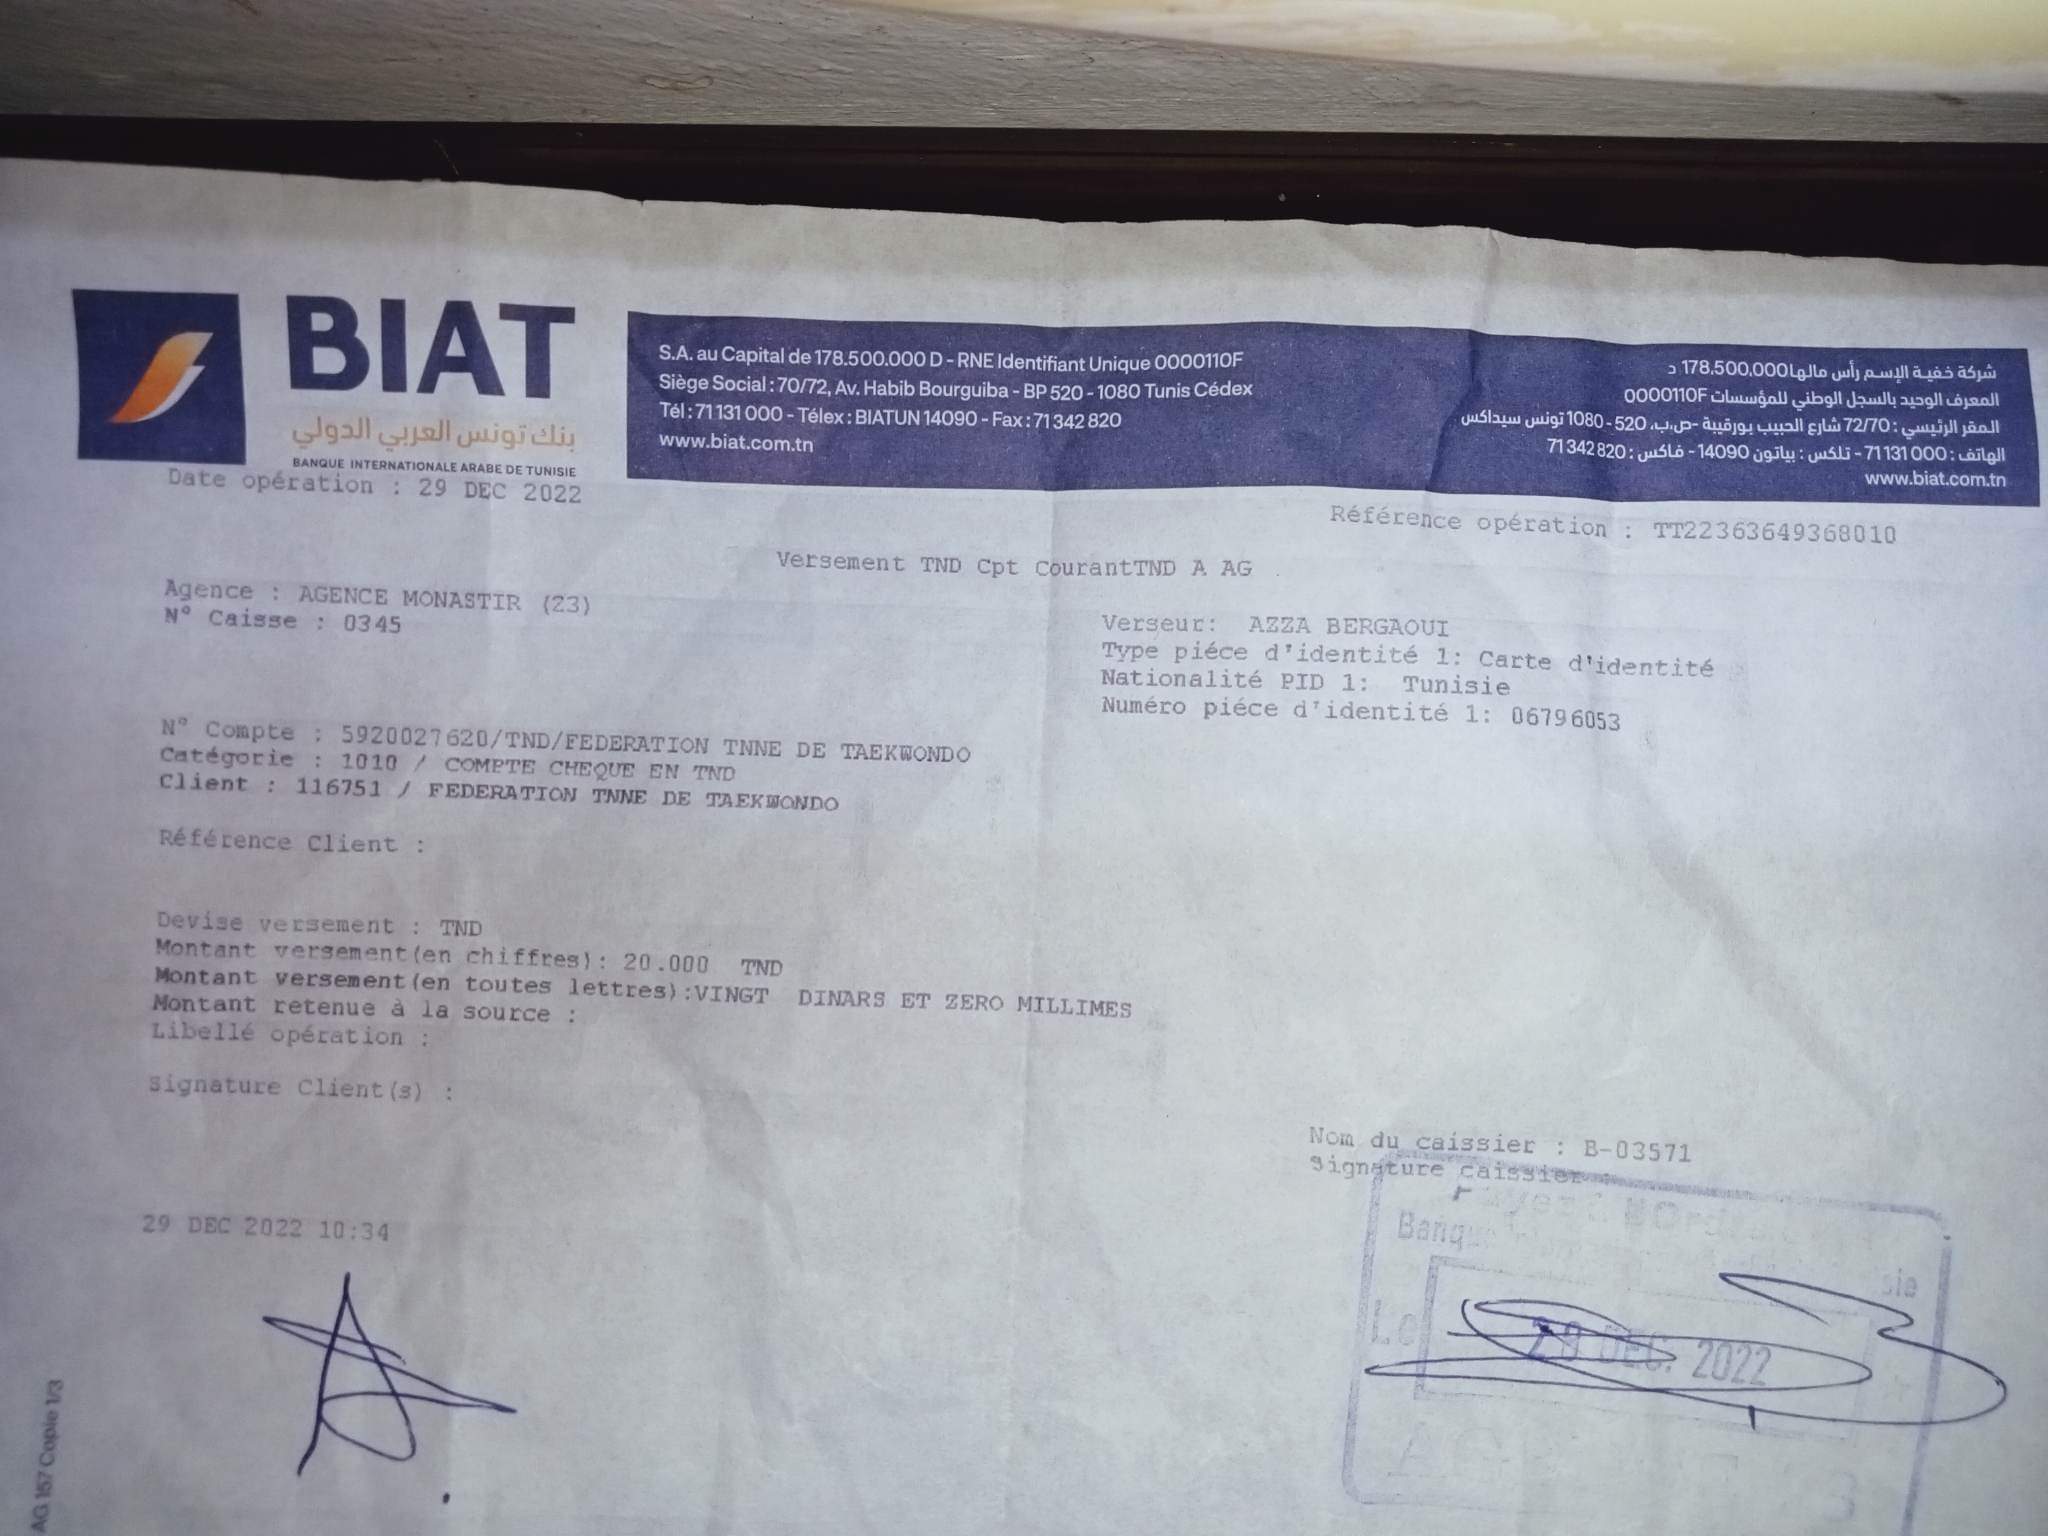 BIAT
بنك تونس العربي الدولي
BANQUE INTERNATIONALE ARABE DE TUNISIE
S.A. au Capital de 178.500.000 D - RNE Identifiant Unique 0000110F
Siège Social : 70/72, Av. Habib Bourguiba - BP 520 - 1080 Tunis Cédex
Tél : 71 131 000 - Télex : BIATUN 14090 - Fax : 71 342 820
www.biat.com.tn
شركة خفية الإسم رأس مالها 178.500.000 د
المعرف الوحيد بالسجل الوطني للمؤسسات 0000110F
المقر الرئيسي : 72/70 شارع الحبيب بورقيبة -ص.ب. 520 - 1080 تونس سيداكس
الهاتف : 71 131 000 - تلكس : بياتون 14090 - فاكس : 71 342 820
www.biat.com.tn
Date opération : 29 DEC 2022
Référence opération : TT22363649368010
Versement TND Cpt CourantTND A AG
Agence : AGENCE MONASTIR (23)
N° Caisse : 0345
Verseur: AZZA BERGAOUI
Type piéce d'identité 1: Carte d'identité
Nationalité PID 1: Tunisie
Numéro piéce d'identité 1: 06796053
N° Compte : 5920027620/TND/FEDERATION TNNE DE TAEKWONDO
Catégorie : 1010 / COMPTE CHEQUE EN TND
Client : 116751 / FEDERATION TNNE DE TAEKWONDO
Référence Client :
Devise versement : TND
Montant versement(en chiffres): 20.000 TND
Montant versement(en toutes lettres):VINGT DINARS ET ZERO MILLIMES
Montant retenue à la source :
Libellé opération :
Signature Client(s) :
Nom du caissier : B-03571
Signature caissier :
29 DEC 2022 10:34
Le
29 DEC. 2022
AG 157 Copie 1/3